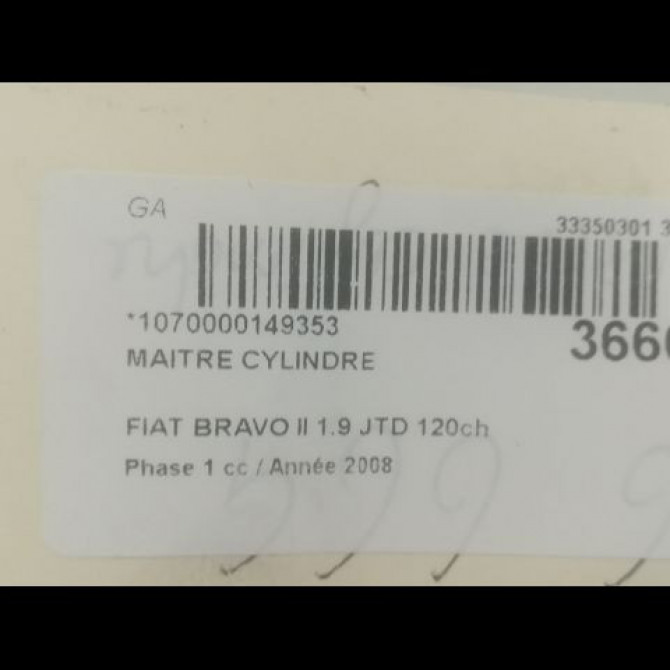 GA
33350301 3
*1070000149353
366
MAITRE CYLINDRE
FIAT BRAVO II 1.9 JTD 120ch
Phase 1 cc / Année 2008